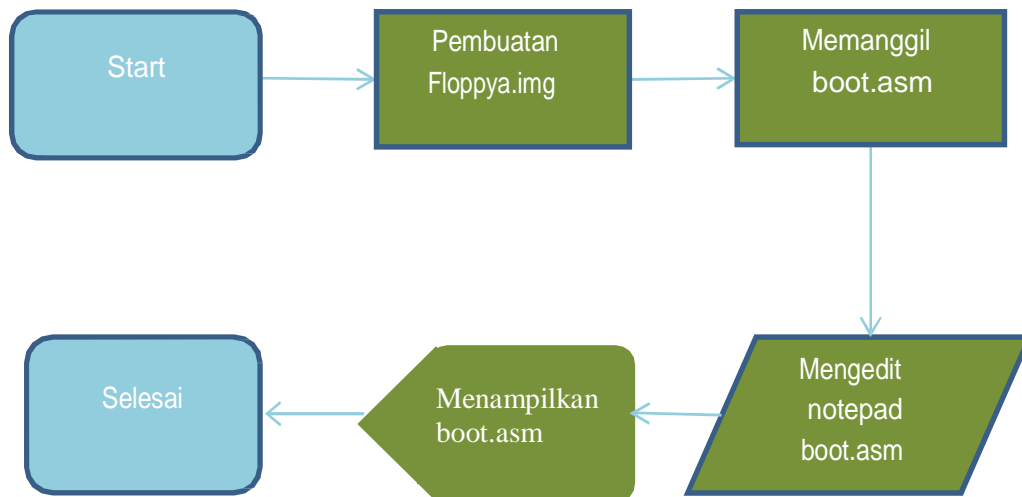 Start
Pembuatan
Floppya.img
Memanggil
boot.asm
Mengedit
notepad
boot.asm
Menampilkan
boot.asm
Selesai